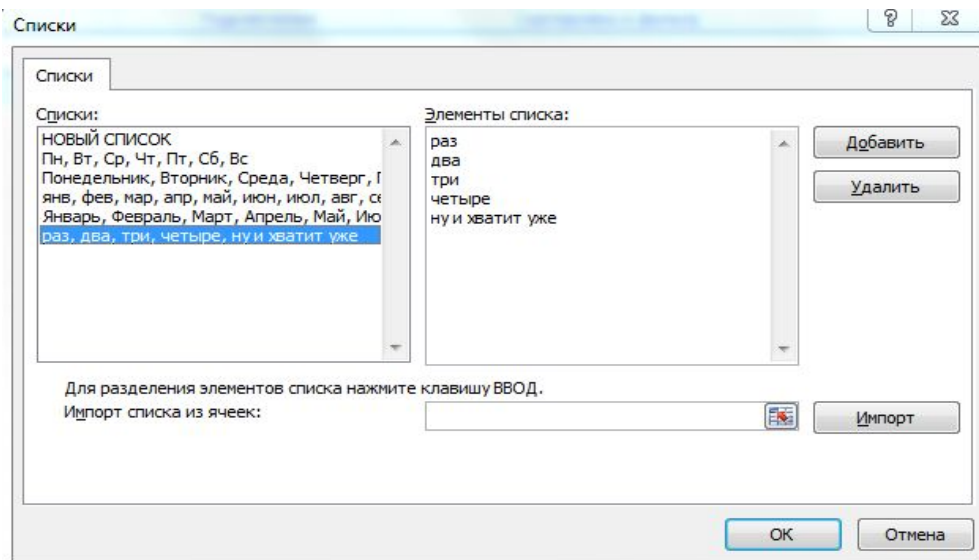 Списки
Списки
Списки:
НОВЫЙ СПИСОК
Пн, Вт, Ср, Чт, Пт, Сб, Вс
Понедельник, Вторник, Среда, Четверг, П
янв, фев, мар, апр, май, июн, июл, авг, се
Январь, Февраль, Март, Апрель, Май, Ию
раз, два, три, четыре, ну и хватит уже
Элементы списка:
раз
два
три
четыре
ну и хватит уже
Добавить
Удалить
Для разделения элементов списка нажмите клавишу ВВОД.
Импорт списка из ячеек:
Импорт
ОК
Отмена